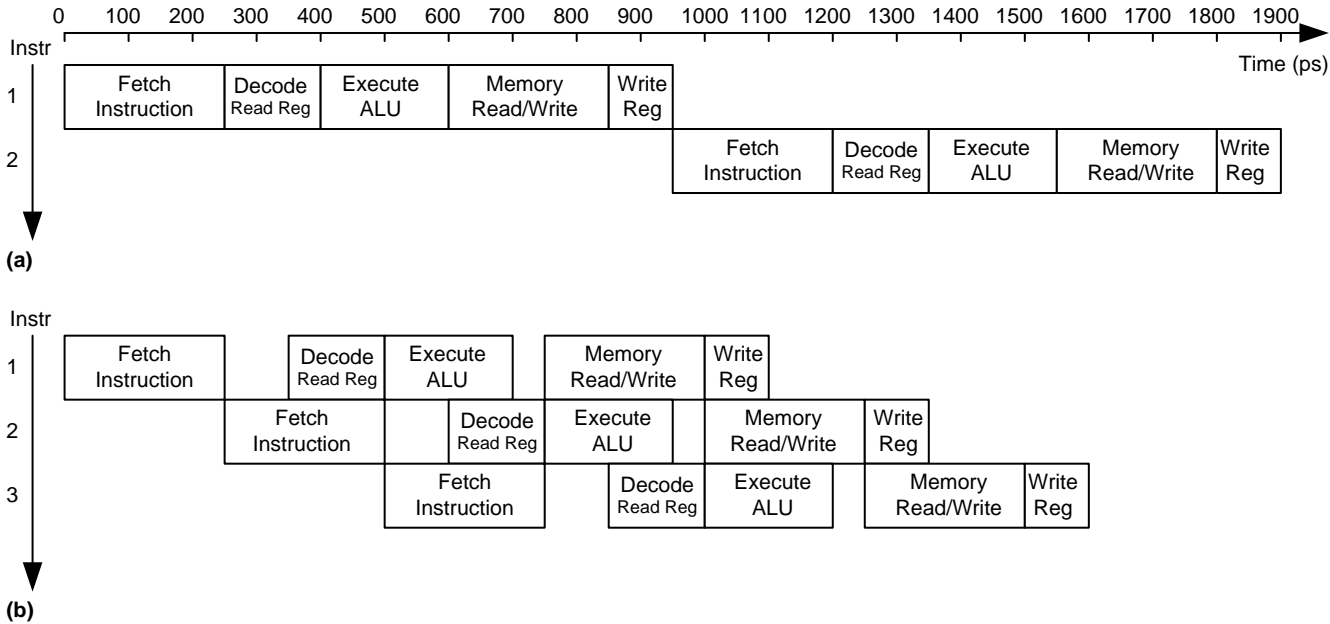 0 100 200 300 400 500 600 700 800 900 1000 1100 1200 1300 1400 1500 1600 1700 1800 1900
Instr
Time (ps)
1
Fetch
Instruction
Decode
Read Reg
Execute
ALU
Memory
Read/Write
Write
Reg
2
Fetch
Instruction
Decode
Read Reg
Execute
ALU
Memory
Read/Write
Write
Reg
(a)
Instr
1
Fetch
Instruction
Decode
Read Reg
Execute
ALU
Memory
Read/Write
Write
Reg
2
Fetch
Instruction
Decode
Read Reg
Execute
ALU
Memory
Read/Write
Write
Reg
3
Fetch
Instruction
Decode
Read Reg
Execute
ALU
Memory
Read/Write
Write
Reg
(b)